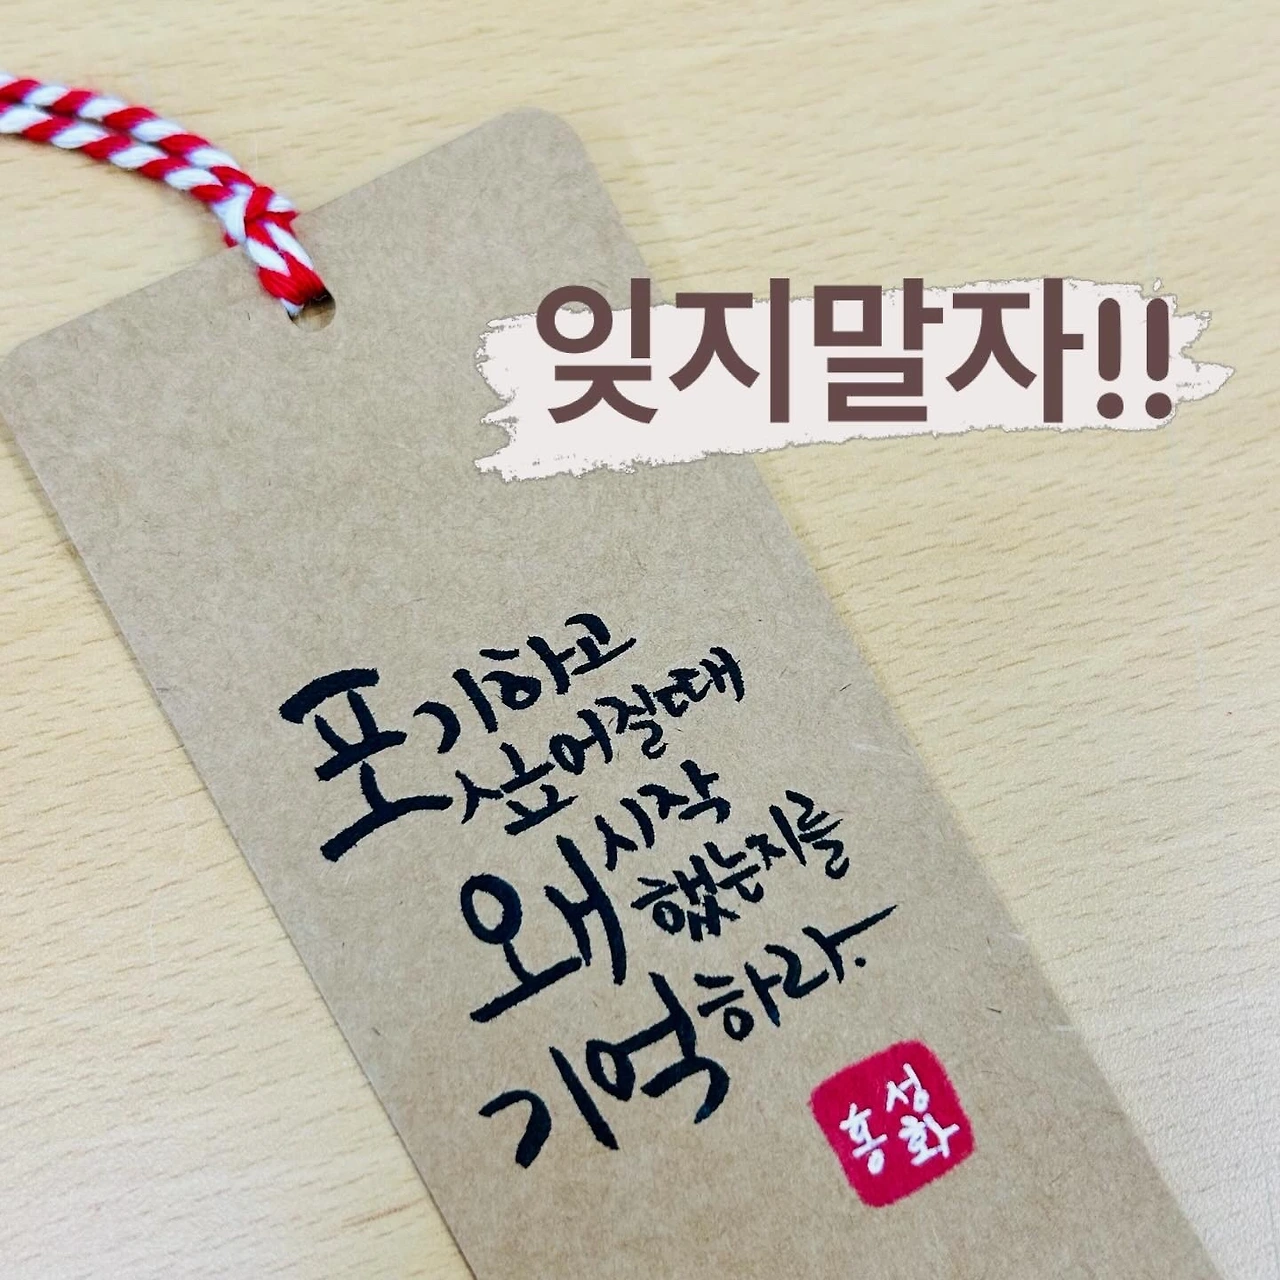 잊지말자!!
포기하고
싶어질때
왜 시작
했는지를
기억하라.
성
홍화